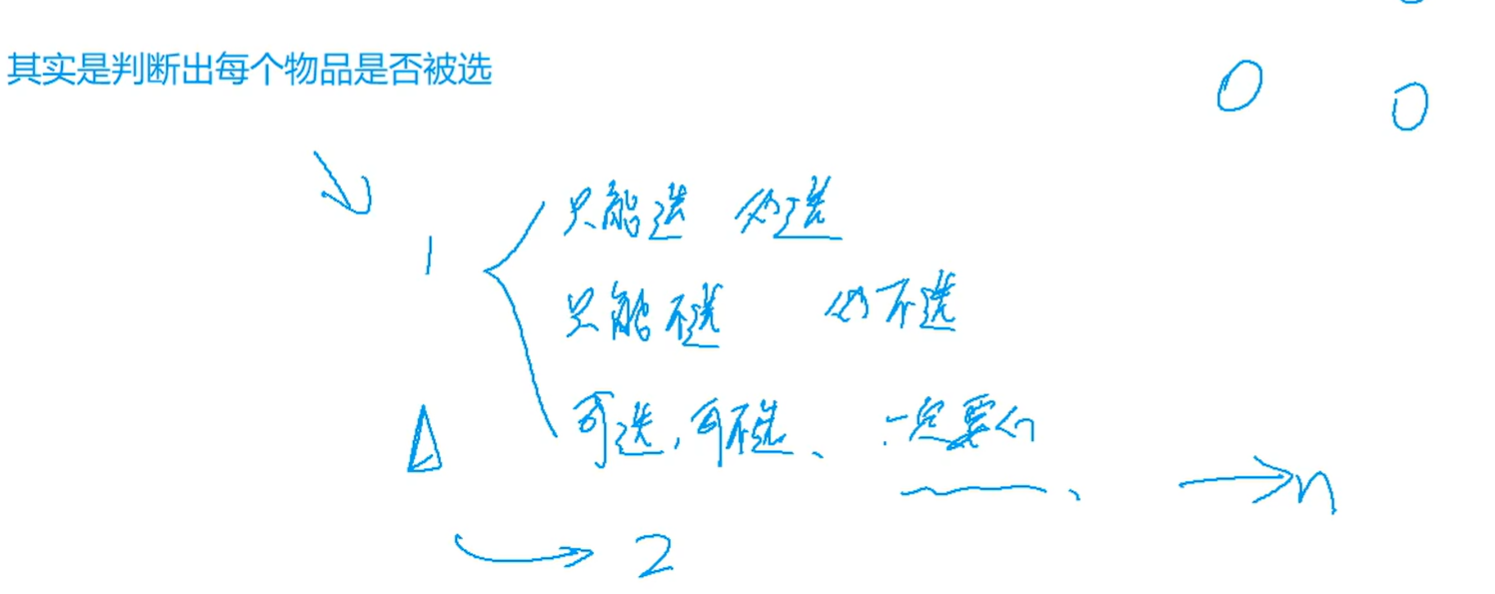 其实是判断出每个物品是否被选
0 0
1
只能选 必选
只能不选 必不选
可选,可不选、一定要
→ n
→ 2